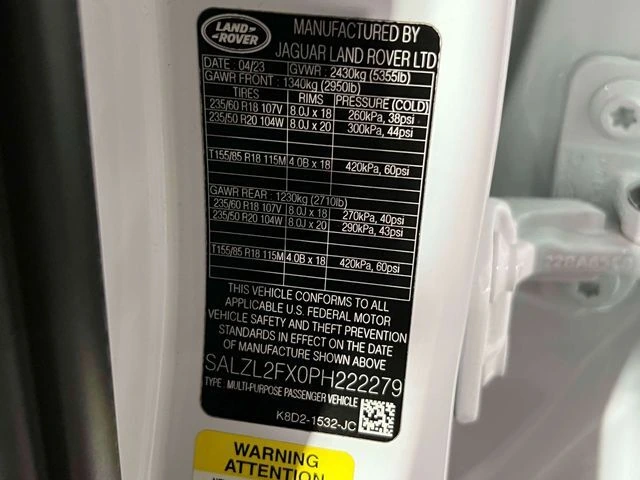 LAND ROVER
MANUFACTURED BY
JAGUAR LAND ROVER LTD
DATE : 04/23 GVWR : 2430kg (5355lb)
GAWR FRONT : 1340kg (2950lb)
TIRES RIMS PRESSURE (COLD)
235/60 R18 107V 8.0J x 18 260kPa, 38psi
235/50 R20 104W 8.0J x 20 300kPa, 44psi
T155/85 R18 115M 4.0B x 18 420kPa, 60psi
GAWR REAR : 1230kg (2710lb)
235/60 R18 107V 8.0J x 18 270kPa, 40psi
235/50 R20 104W 8.0J x 20 290kPa, 43psi
T155/85 R18 115M 4.0B x 18 420kPa, 60psi
THIS VEHICLE CONFORMS TO ALL
APPLICABLE U.S. FEDERAL MOTOR
VEHICLE SAFETY AND THEFT PREVENTION
STANDARDS IN EFFECT ON THE DATE
OF MANUFACTURE SHOWN ABOVE.
SALZL2FX0PH222279
TYPE : MULTI-PURPOSE PASSENGER VEHICLE
K8D2-1532-JC
WARNING
ATTENTION